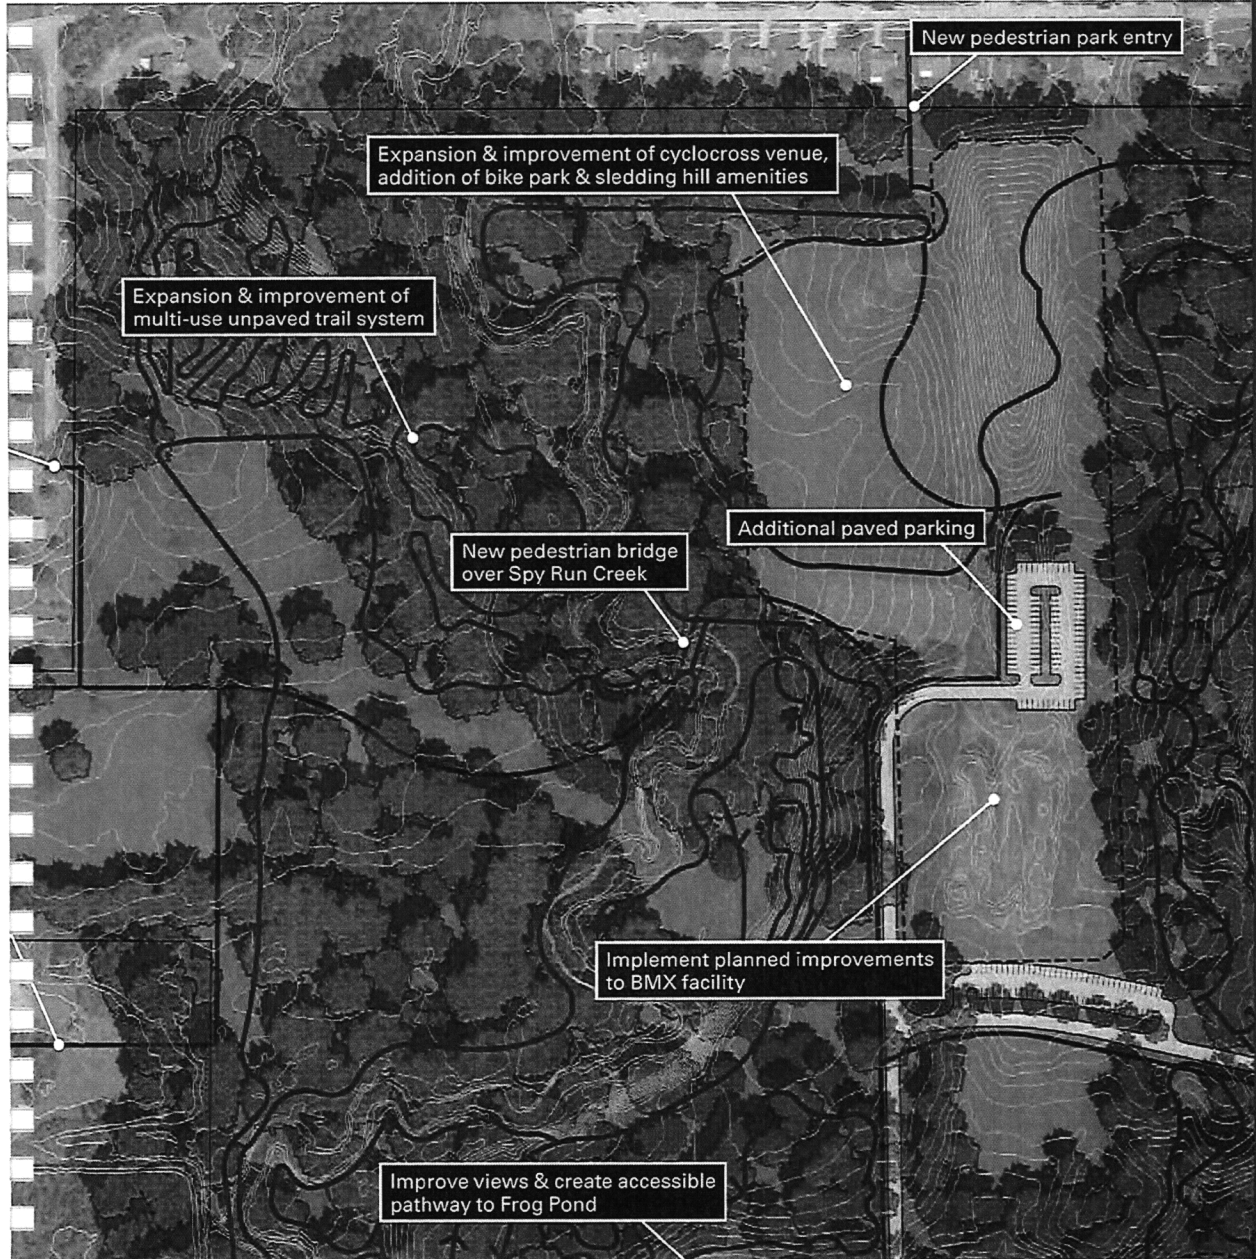 New pedestrian park entry
Expansion & improvement of cyclocross venue,
addition of bike park & sledding hill amenities
Expansion & improvement of
multi-use unpaved trail system
Additional paved parking
New pedestrian bridge
over Spy Run Creek
Implement planned improvements
to BMX facility
Improve views & create accessible
pathway to Frog Pond